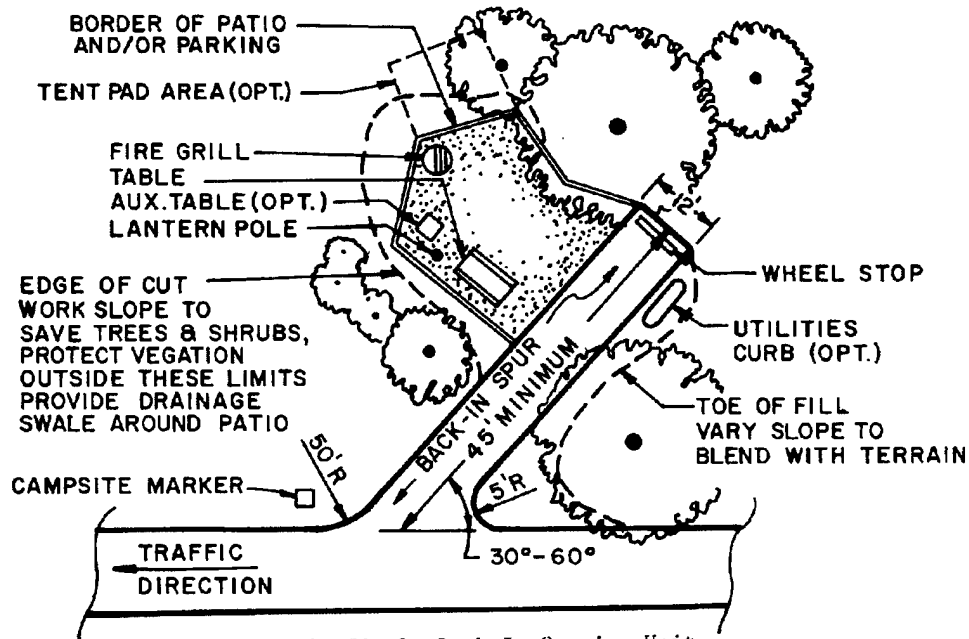 BORDER OF PATIO
AND/OR PARKING
TENT PAD AREA (OPT.)
FIRE GRILL
TABLE
AUX. TABLE (OPT.)
LANTERN POLE
EDGE OF CUT
WORK SLOPE TO
SAVE TREES & SHRUBS,
PROTECT VEGATION
OUTSIDE THESE LIMITS
PROVIDE DRAINAGE
SWALE AROUND PATIO
12'
WHEEL STOP
UTILITIES
CURB (OPT.)
TOE OF FILL
VARY SLOPE TO
BLEND WITH TERRAIN
BACK-IN SPUR
45' MINIMUM
50'R
5'R
30°-60°
CAMPSITE MARKER
TRAFFIC
DIRECTION
Unit